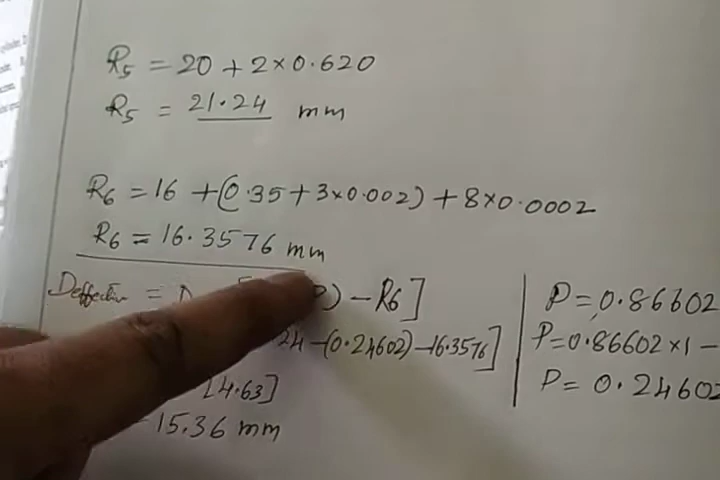 R5 = 20 + 2×0.620
R5 = 21.24 mm
R6 = 16 + (0.35 + 3×0.002) + 8×0.0002
R6 = 16.3576 mm
Deffective = ) - R6]
24 - (0.24602) - 16.3576]
[4.63]
15.36 mm
P = 0.86602
P = 0.86602 × 1 -
P = 0.24602